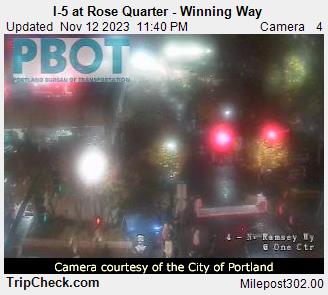 I-5 at Rose Quarter - Winning Way
Updated Nov 12 2023 11:40 PM Camera 4
PBOT
PORTLAND BUREAU OF TRANSPORTATION
4 - N Ramsey Wy
@ One Ctr
Camera courtesy of the City of Portland
TripCheck.com Milepost302.00